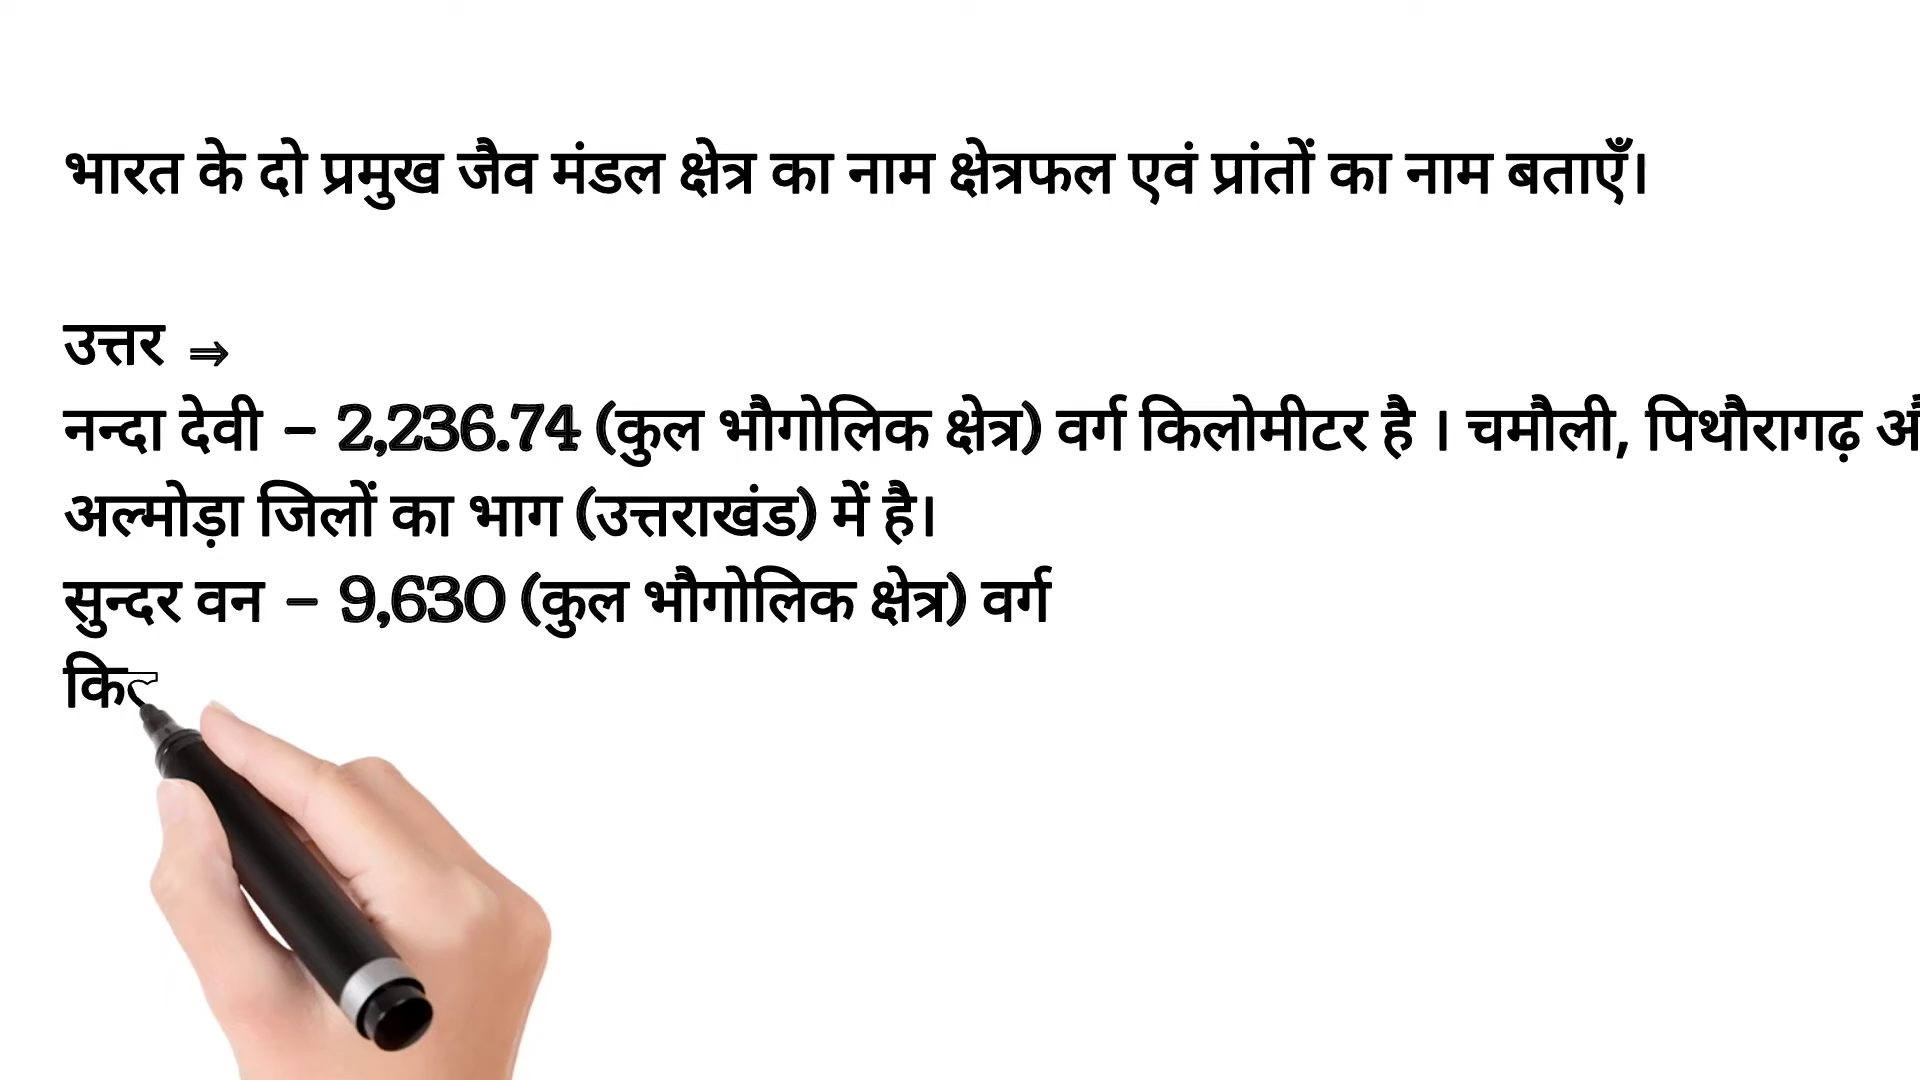 भारत के दो प्रमुख जैव मंडल क्षेत्र का नाम क्षेत्रफल एवं प्रांतों का नाम बताएँ।
उत्तर ⇒
नन्दा देवी – 2,236.74 (कुल भौगोलिक क्षेत्र) वर्ग किलोमीटर है । चमौली, पिथौरागढ़
अल्मोड़ा जिलों का भाग (उत्तराखंड) में है।
सुन्दर वन – 9,630 (कुल भौगोलिक क्षेत्र) वर्ग